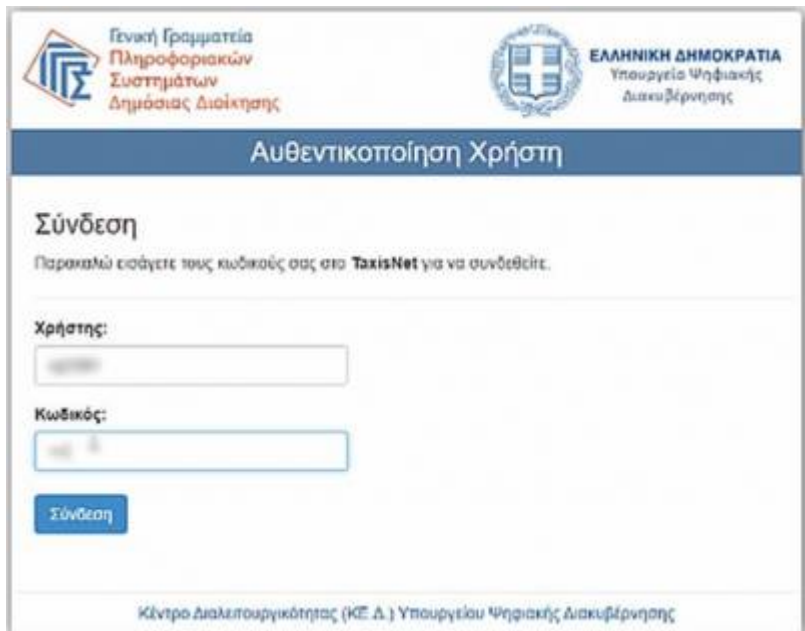 Γενική Γραμματεία
Πληροφοριακών
Συστημάτων
Δημόσιας Διοίκησης
ΕΛΛΗΝΙΚΗ ΔΗΜΟΚΡΑΤΙΑ
Υπουργείο Ψηφιακής
Διακυβέρνησης
Αυθεντικοποίηση Χρήστη
Σύνδεση
Παρακαλώ εισάγετε τους κωδικούς σας στο TaxisNet για να συνδεθείτε.
Χρήστης:
Κωδικός:
Σύνδεση
Κέντρο Διαλειτουργικότητας (ΚΕ.Δ.) Υπουργείου Ψηφιακής Διακυβέρνησης